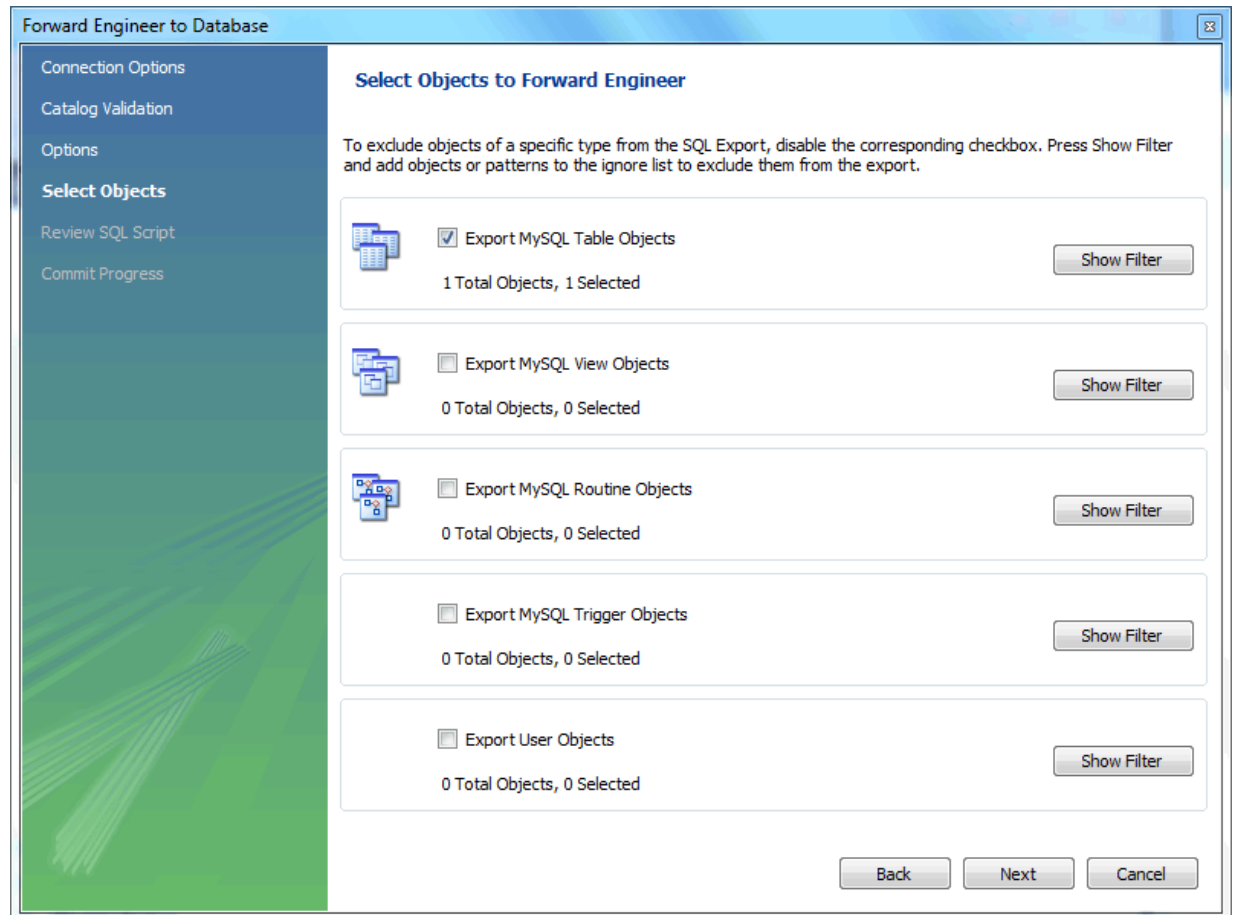 Forward Engineer to Database
Connection Options
Catalog Validation
Options
Select Objects
Review SQL Script
Commit Progress
Select Objects to Forward Engineer
To exclude objects of a specific type from the SQL Export, disable the corresponding checkbox. Press Show Filter
and add objects or patterns to the ignore list to exclude them from the export.
Export MySQL Table Objects
Show Filter
1 Total Objects, 1 Selected
Export MySQL View Objects
Show Filter
0 Total Objects, 0 Selected
Export MySQL Routine Objects
Show Filter
0 Total Objects, 0 Selected
Export MySQL Trigger Objects
Show Filter
0 Total Objects, 0 Selected
Export User Objects
Show Filter
0 Total Objects, 0 Selected
Back
Next
Cancel